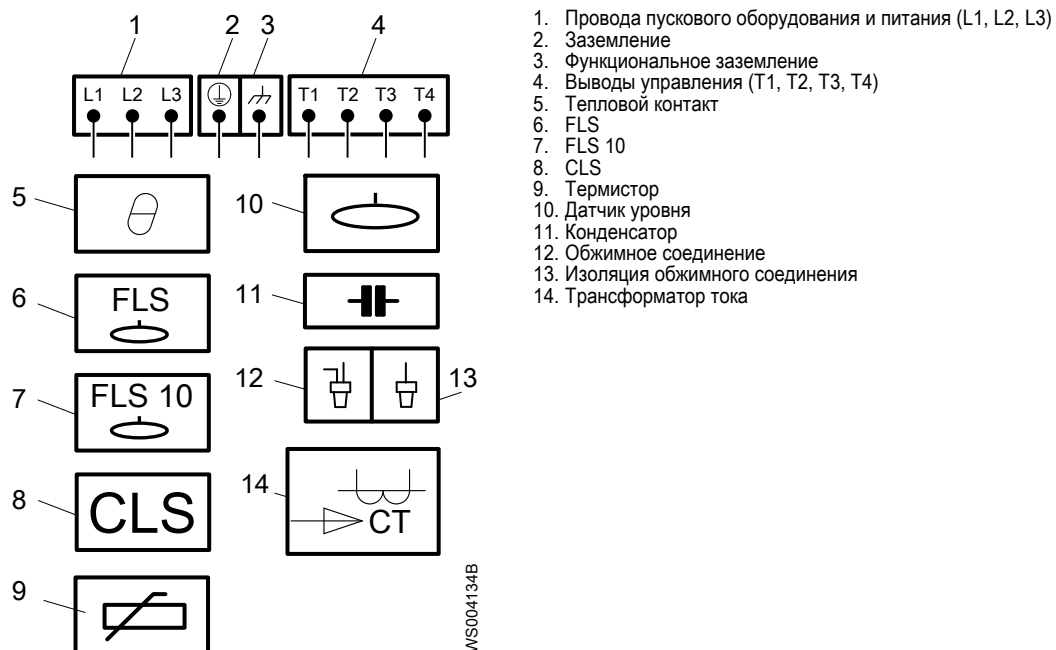 1 2 3 4
L1 L2 L3 T1 T2 T3 T4
5
10
6 FLS
11
7 FLS 10
12 13
8 CLS
14 CT
9
WS004134B
1. Провода пускового оборудования и питания (L1, L2, L3)
2. Заземление
3. Функциональное заземление
4. Выводы управления (T1, T2, T3, T4)
5. Тепловой контакт
6. FLS
7. FLS 10
8. CLS
9. Термистор
10. Датчик уровня
11. Конденсатор
12. Обжимное соединение
13. Изоляция обжимного соединения
14. Трансформатор тока